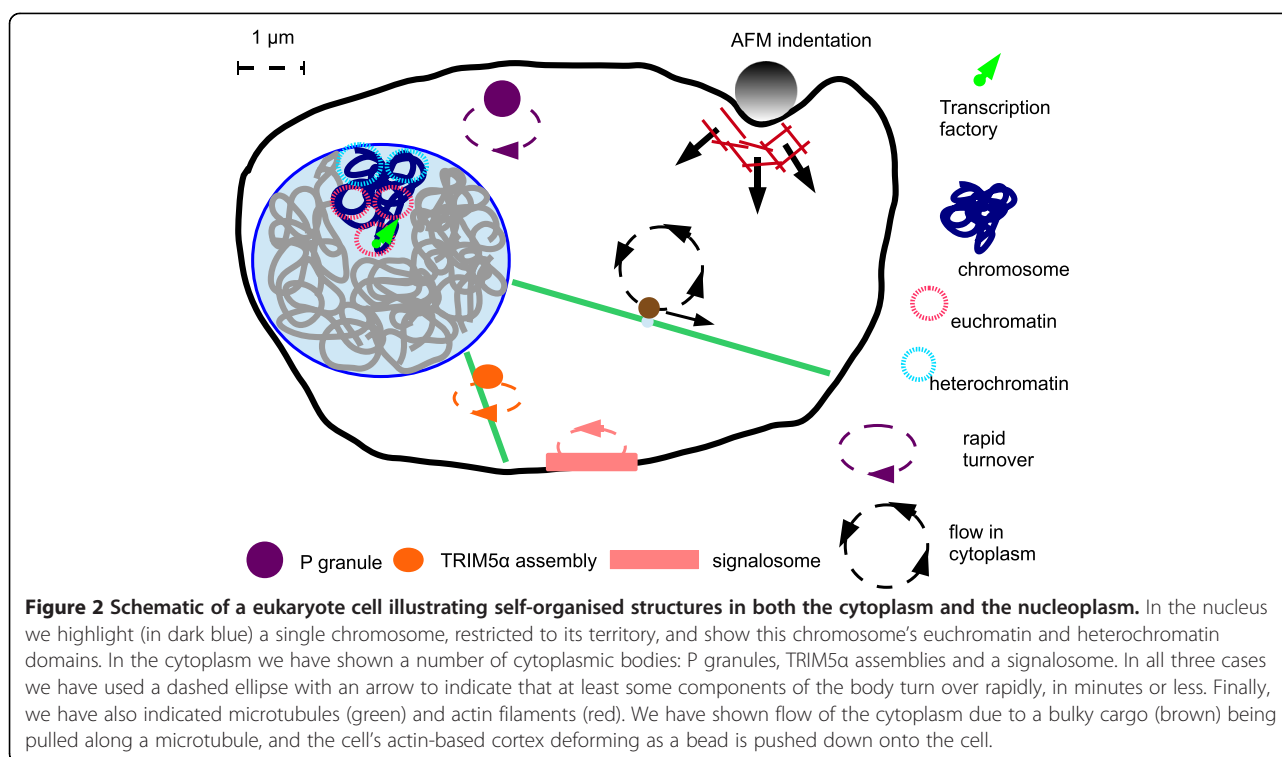 1 μm
AFM indentation
Transcription
factory
chromosome
euchromatin
heterochromatin
rapid
turnover
flow in
cytoplasm
P granule
TRIM5α assembly
signalosome
Figure 2 Schematic of a eukaryote cell illustrating self-organised structures in both the cytoplasm and the nucleoplasm. In the nucleus
we highlight (in dark blue) a single chromosome, restricted to its territory, and show this chromosome's euchromatin and heterochromatin
domains. In the cytoplasm we have shown a number of cytoplasmic bodies: P granules, TRIM5α assemblies and a signalosome. In all three cases
we have used a dashed ellipse with an arrow to indicate that at least some components of the body turn over rapidly, in minutes or less. Finally,
we have also indicated microtubules (green) and actin filaments (red). We have shown flow of the cytoplasm due to a bulky cargo (brown) being
pulled along a microtubule, and the cell's actin-based cortex deforming as a bead is pushed down onto the cell.